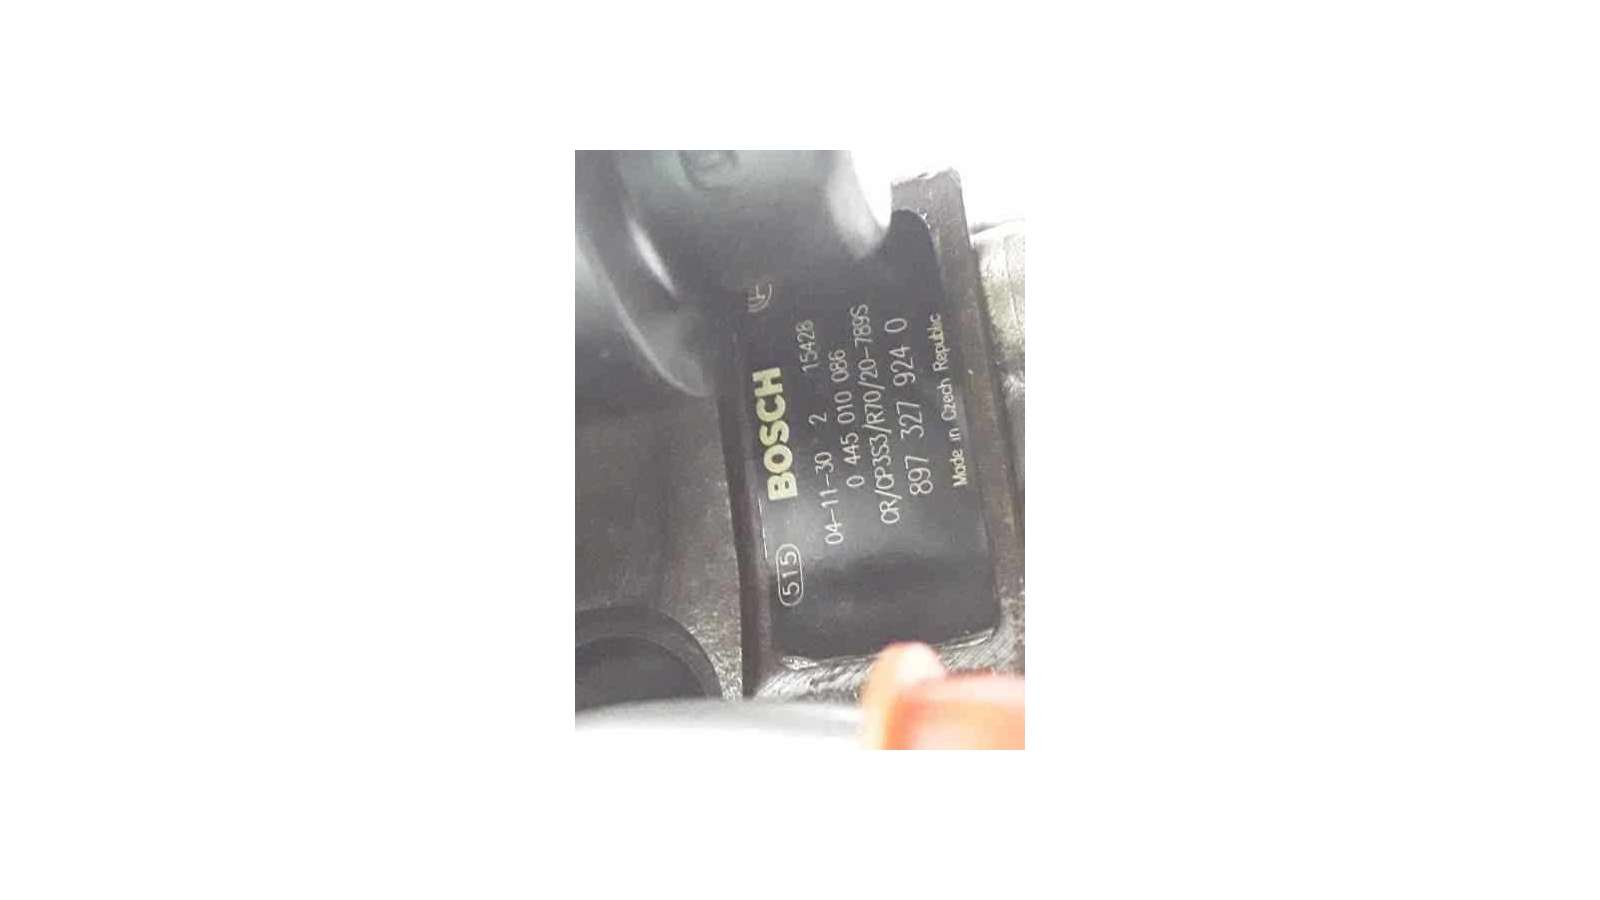 515 BOSCH
04-11-30 2 15428
0 445 010 086
CR/CP3S3/R70/20-789S
897 327 924 0
Made in Czech Republic